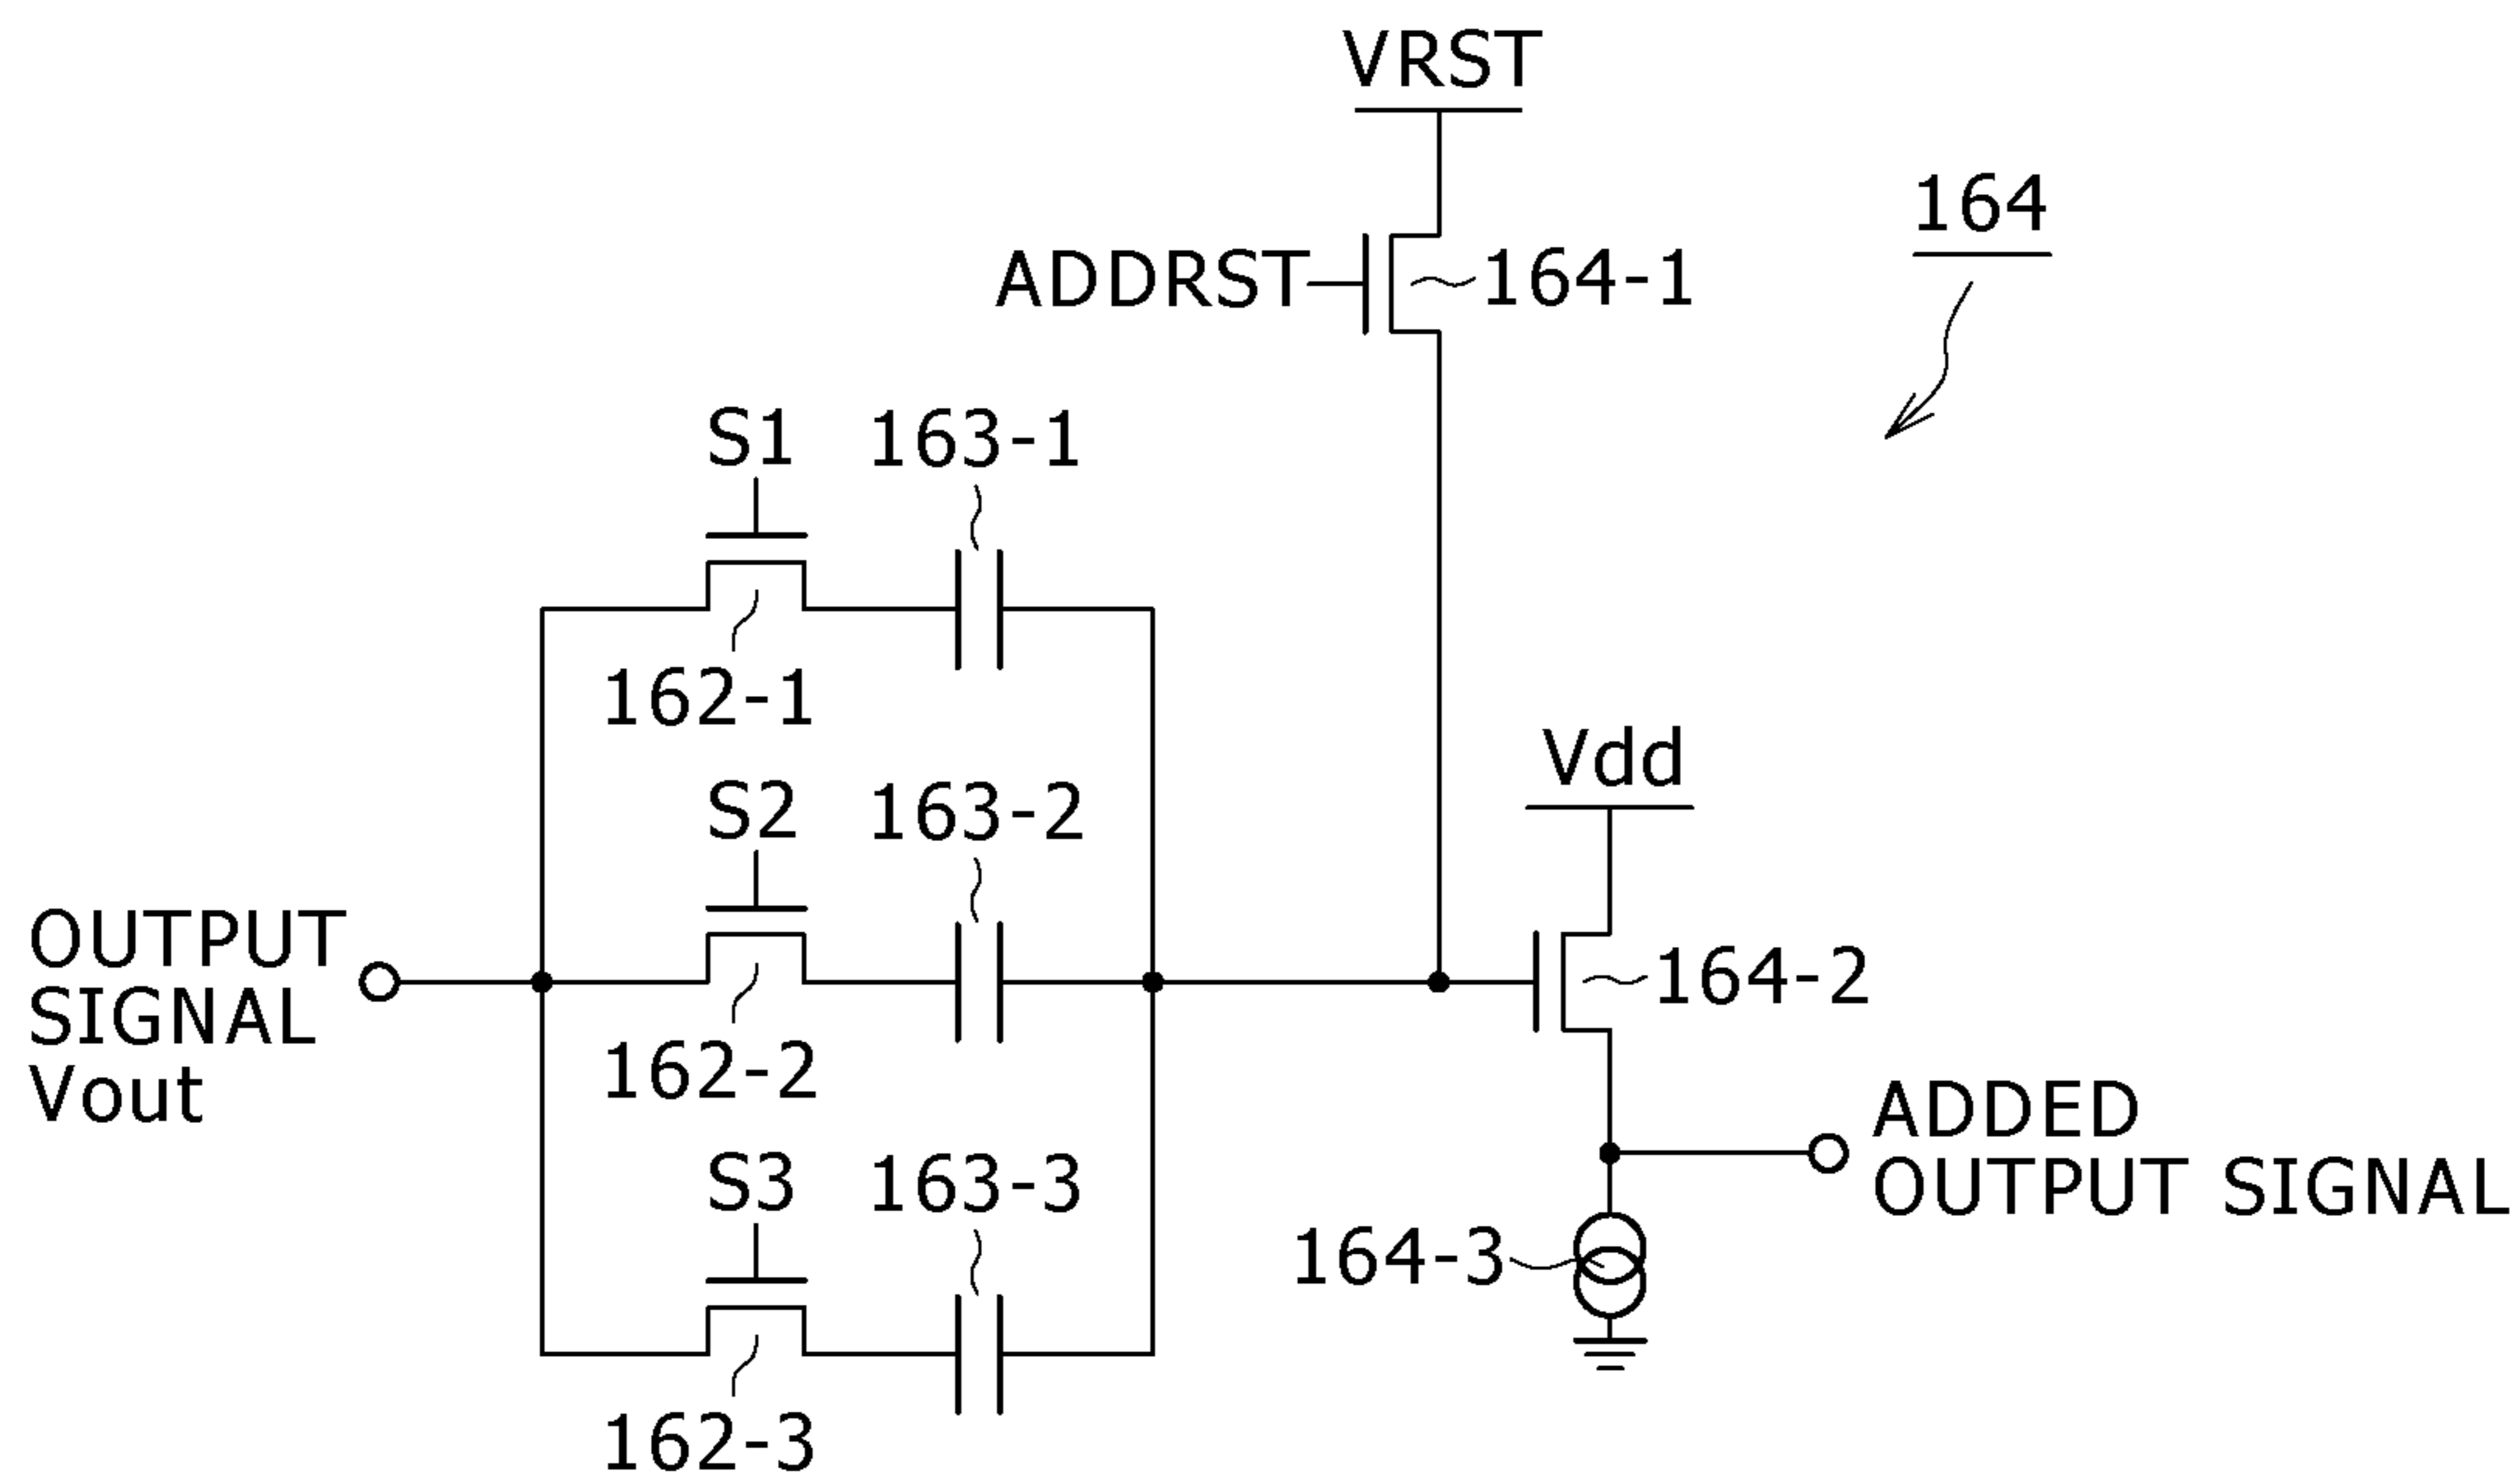 VRST
164
ADDRST
164-1
S1
163-1
162-1
Vdd
S2
163-2
OUTPUT
SIGNAL
Vout
164-2
162-2
ADDED
OUTPUT SIGNAL
S3
163-3
164-3
162-3